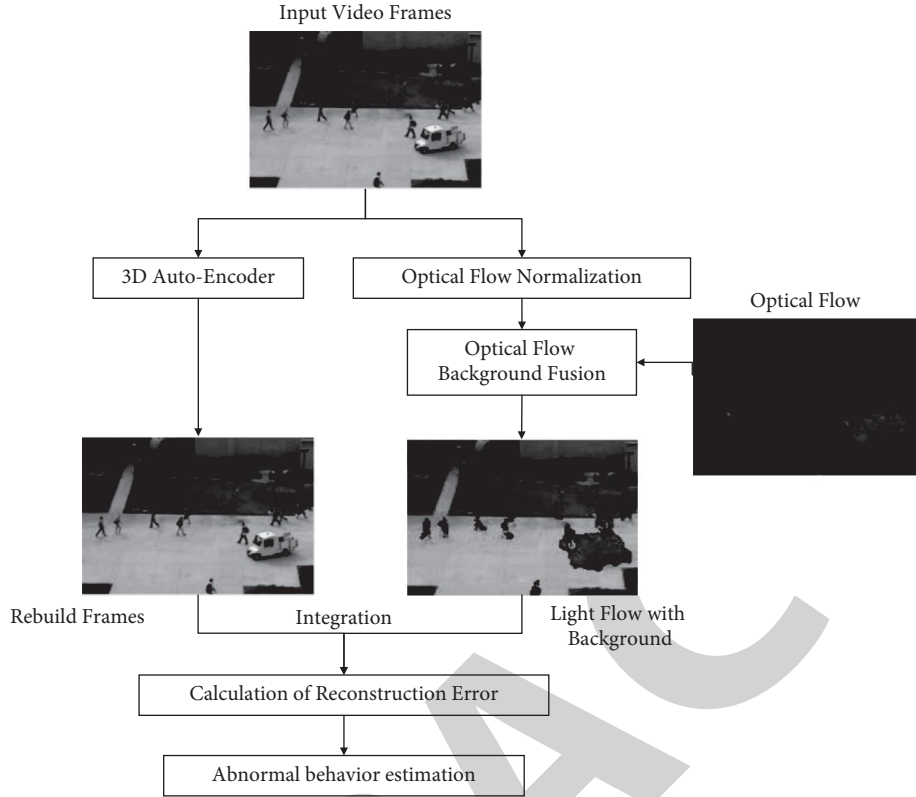 Input Video Frames
3D Auto-Encoder
Optical Flow Normalization
Optical Flow
Optical Flow
Background Fusion
Rebuild Frames
Integration
Light Flow with
Background
Calculation of Reconstruction Error
Abnormal behavior estimation